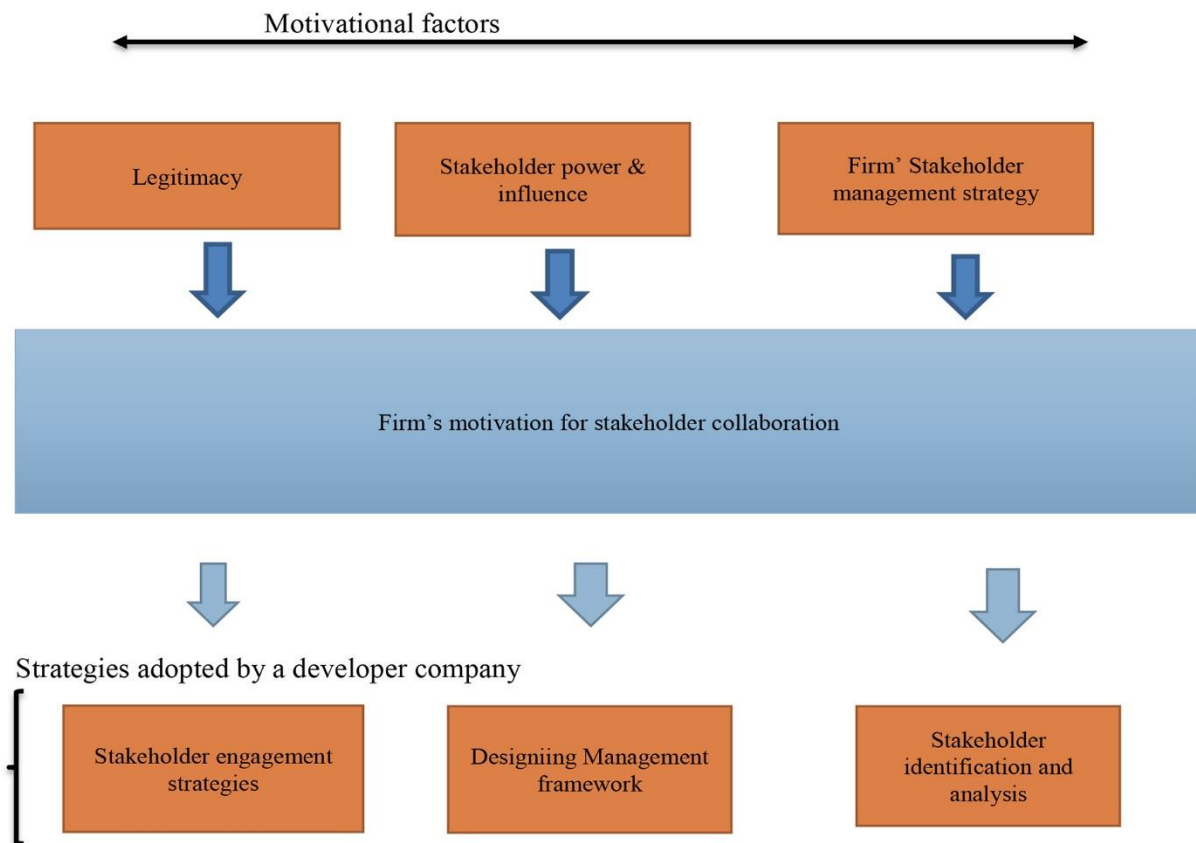 Motivational factors
Legitimacy
Stakeholder power &
influence
Firm’ Stakeholder
management strategy
Firm’s motivation for stakeholder collaboration
Strategies adopted by a developer company
Stakeholder engagement
strategies
Designiing Management
framework
Stakeholder
identification and
analysis